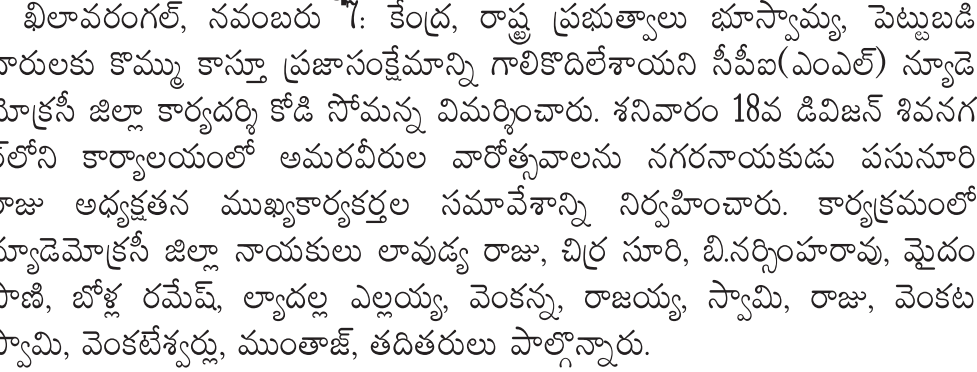 ఖిలావరంగల్, నవంబరు 7: కేంద్ర, రాష్ట్ర ప్రభుత్వాలు భూస్వామ్య, పెట్టుబడి
దారులకు కొమ్ము కాస్తూ ప్రజాసంక్షేమాన్ని గాలికొదిలేశాయని సీపీఐ(ఎంఎల్) న్యూడె
మోక్రసీ జిల్లా కార్యదర్శి కోడి సోమన్న విమర్శించారు. శనివారం 18వ డివిజన్ శివనగ
ర్‌లోని కార్యాలయంలో అమరవీరుల వారోత్సవాలను నగరనాయకుడు పసునూరి
రాజు అధ్యక్షతన ముఖ్యకార్యకర్తల సమావేశాన్ని నిర్వహించారు. కార్యక్రమంలో
న్యూడెమోక్రసీ జిల్లా నాయకులు లావుడ్య రాజు, చిర్ర సూరి, బి.నర్సింహరావు, మైదం
పాణి, బోళ్ల రమేష్, ల్యాదల్ల ఎల్లయ్య, వెంకన్న, రాజయ్య, స్వామి, రాజు, వెంకట
స్వామి, వెంకటేశ్వర్లు, ముంతాజ్, తదితరులు పాల్గొన్నారు.